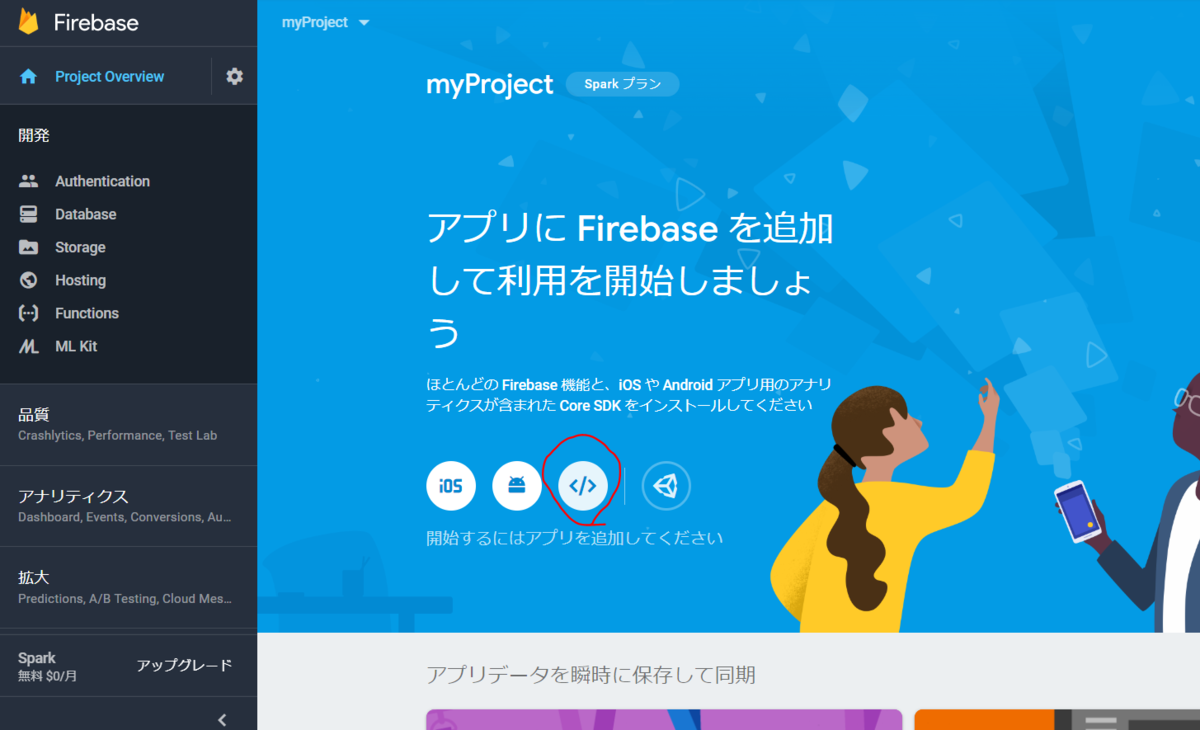 Firebase
Project Overview
開発
Authentication
Database
Storage
Hosting
Functions
ML Kit
品質
Crashlytics, Performance, Test Lab
アナリティクス
Dashboard, Events, Conversions, Au...
拡大
Predictions, A/B Testing, Cloud Mes...
Spark
無料 $0/月
アップグレード
myProject
myProject
Spark プラン
アプリに Firebase を追加
して利用を開始しましょ
う
ほとんどの Firebase 機能と、iOS や Android アプリ用のアナリ
ティクスが含まれた Core SDK をインストールしてください
iOS
</>
開始するにはアプリを追加してください
アプリデータを瞬時に保存して同期